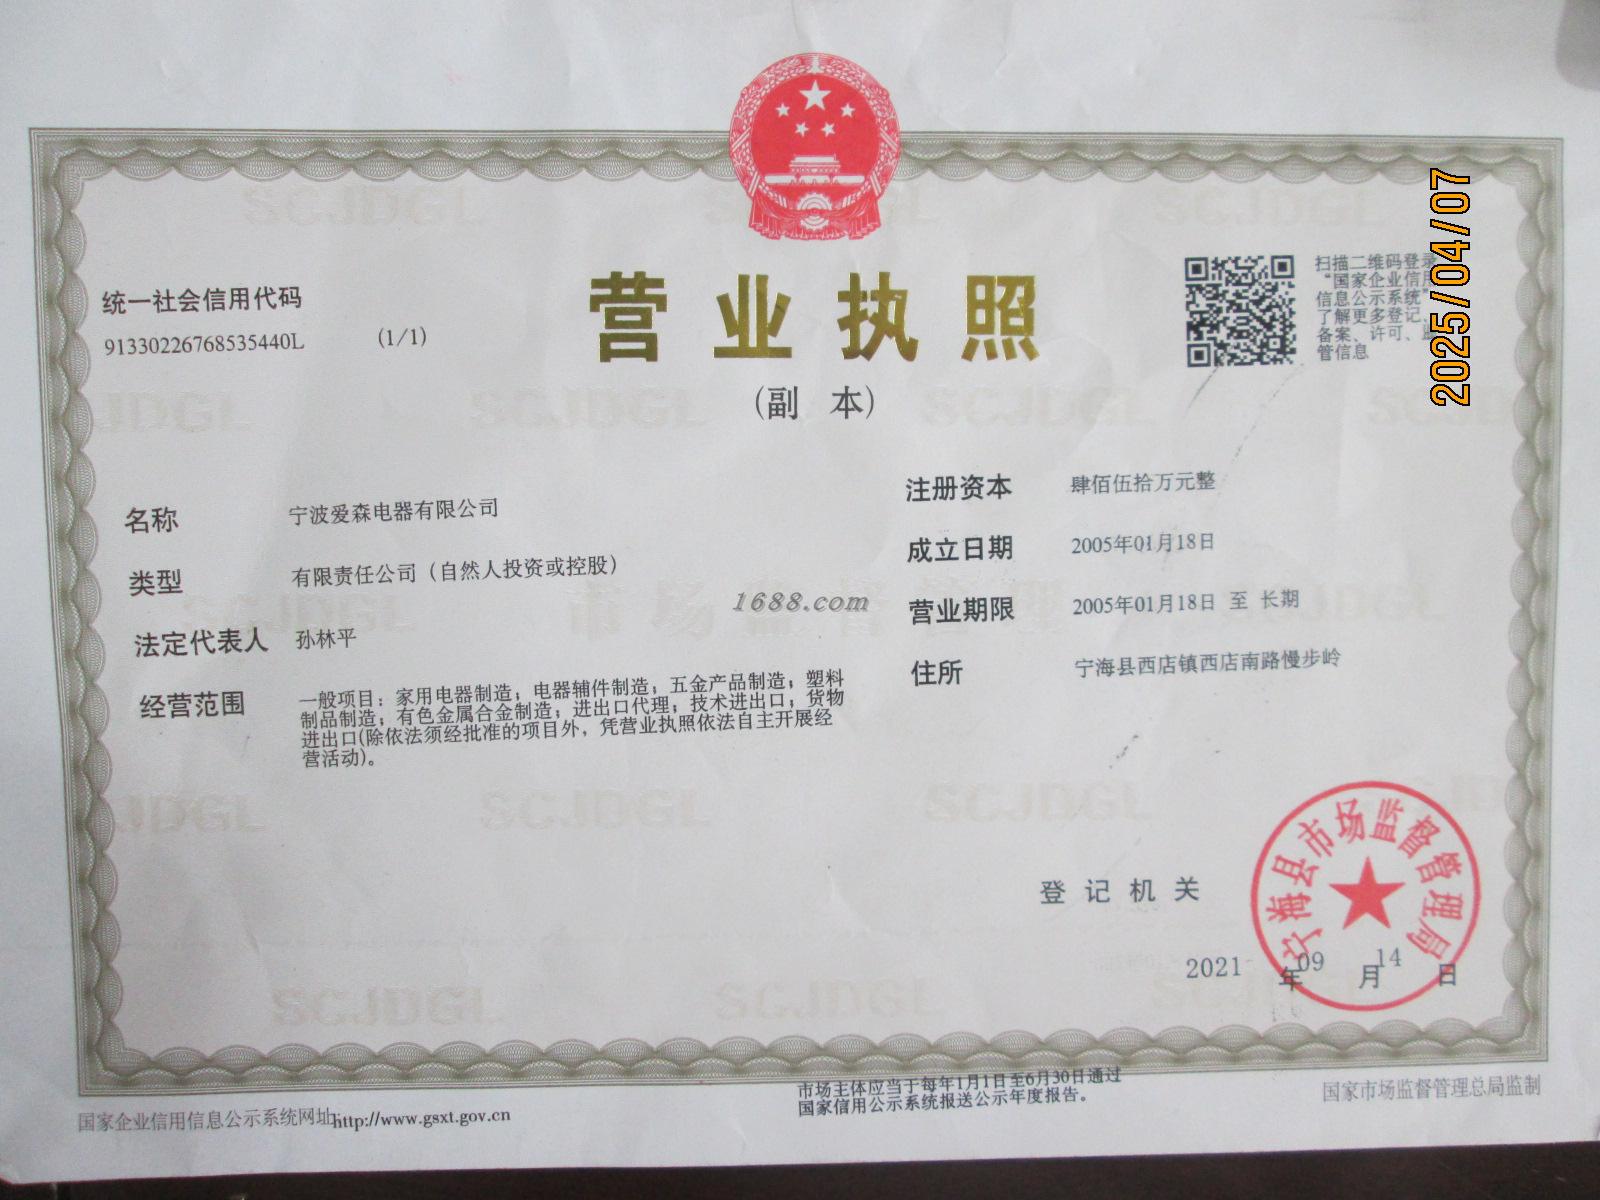 2025/04/07
统一社会信用代码
91330226768535440L (1/1)
营业执照
(副 本)
扫描二维码登录
“国家企业信用
信息公示系统”
了解更多登记、
备案、许可、监
管信息
名称 宁波爱森电器有限公司
类型 有限责任公司（自然人投资或控股）
法定代表人 孙林平
经营范围 一般项目：家用电器制造；电器辅件制造；五金产品制造；塑料
制品制造；有色金属合金制造；进出口代理；技术进出口；货物
进出口(除依法须经批准的项目外，凭营业执照依法自主开展经
营活动)。
注册资本 肆佰伍拾万元整
成立日期 2005年01月18日
营业期限 2005年01月18日 至 长期
住所 宁海县西店镇西店南路慢步岭
1688.com
登记机关
宁海县市场监督管理局
2021 年 09 月 14 日
国家企业信用信息公示系统网址http://www.gsxt.gov.cn
市场主体应当于每年1月1日至6月30日通过
国家信用公示系统报送公示年度报告。
国家市场监督管理总局监制
SCJDGL
市场监督管理